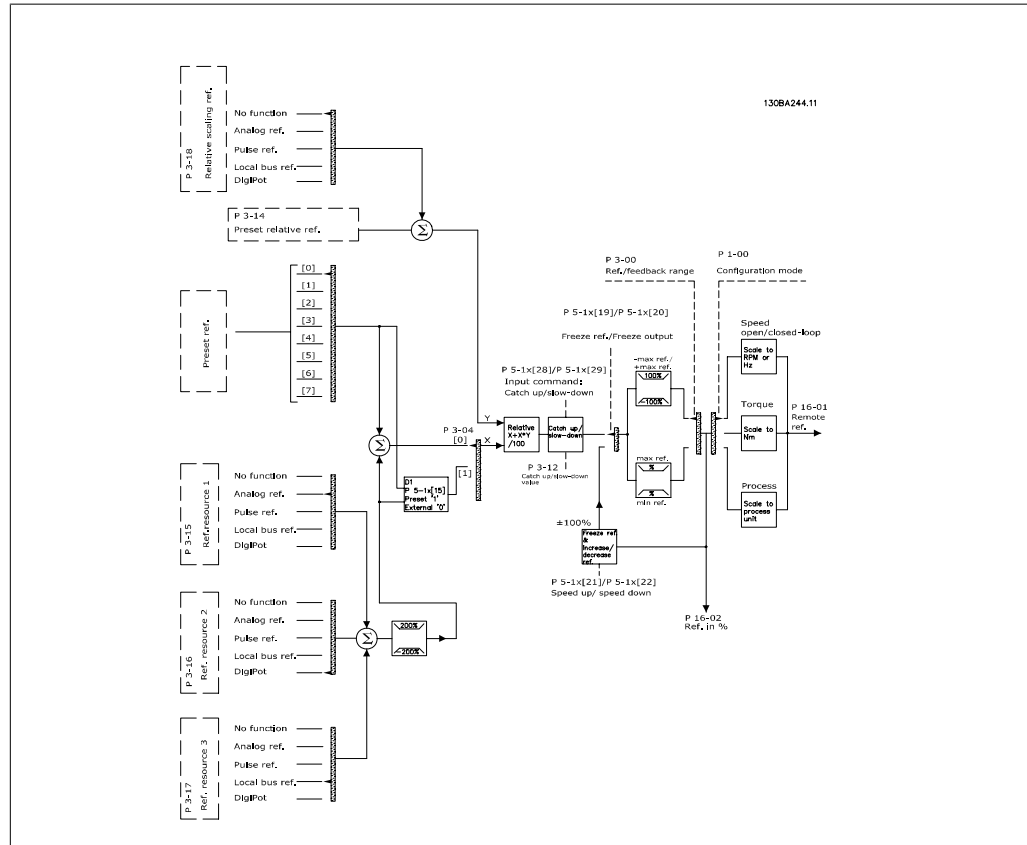 130BA244.11
P 3-18
Relative scaling ref.
No function
Analog ref.
Pulse ref.
Local bus ref.
DigiPot
P 3-14
Preset relative ref.
Preset ref.
[0]
[1]
[2]
[3]
[4]
[5]
[6]
[7]
P 3-15
Ref.resource 1
No function
Analog ref.
Pulse ref.
Local bus ref.
DigiPot
P 3-16
Ref. resource 2
No function
Analog ref.
Pulse ref.
Local bus ref.
DigiPot
P 3-17
Ref. resource 3
No function
Analog ref.
Pulse ref.
Local bus ref.
DigiPot
Σ
Σ
Σ
200%
-200%
D1
P 5-1x[15]
Preset '1'
External '0'
P 3-04
[0]
[1]
Y
X
Relative
X+X*Y
/100
P 5-1x[28]/P 5-1x[29]
Input command:
Catch up/slow-down
Catch up/
slow-down
P 3-12
Catch up/slow-down
value
P 5-1x[19]/P 5-1x[20]
Freeze ref./Freeze output
±100%
Freeze ref.
&
Increase/
decrease
ref.
P 5-1x[21]/P 5-1x[22]
Speed up/ speed down
-max ref./
+max ref.
100%
-100%
max ref.
%
%
min ref.
P 3-00
Ref./feedback range
P 1-00
Configuration mode
Speed
open/closed-loop
Scale to
RPM or
Hz
Torque
Scale to
Nm
Process
Scale to
process
unit
P 16-01
Remote
ref.
P 16-02
Ref. in %